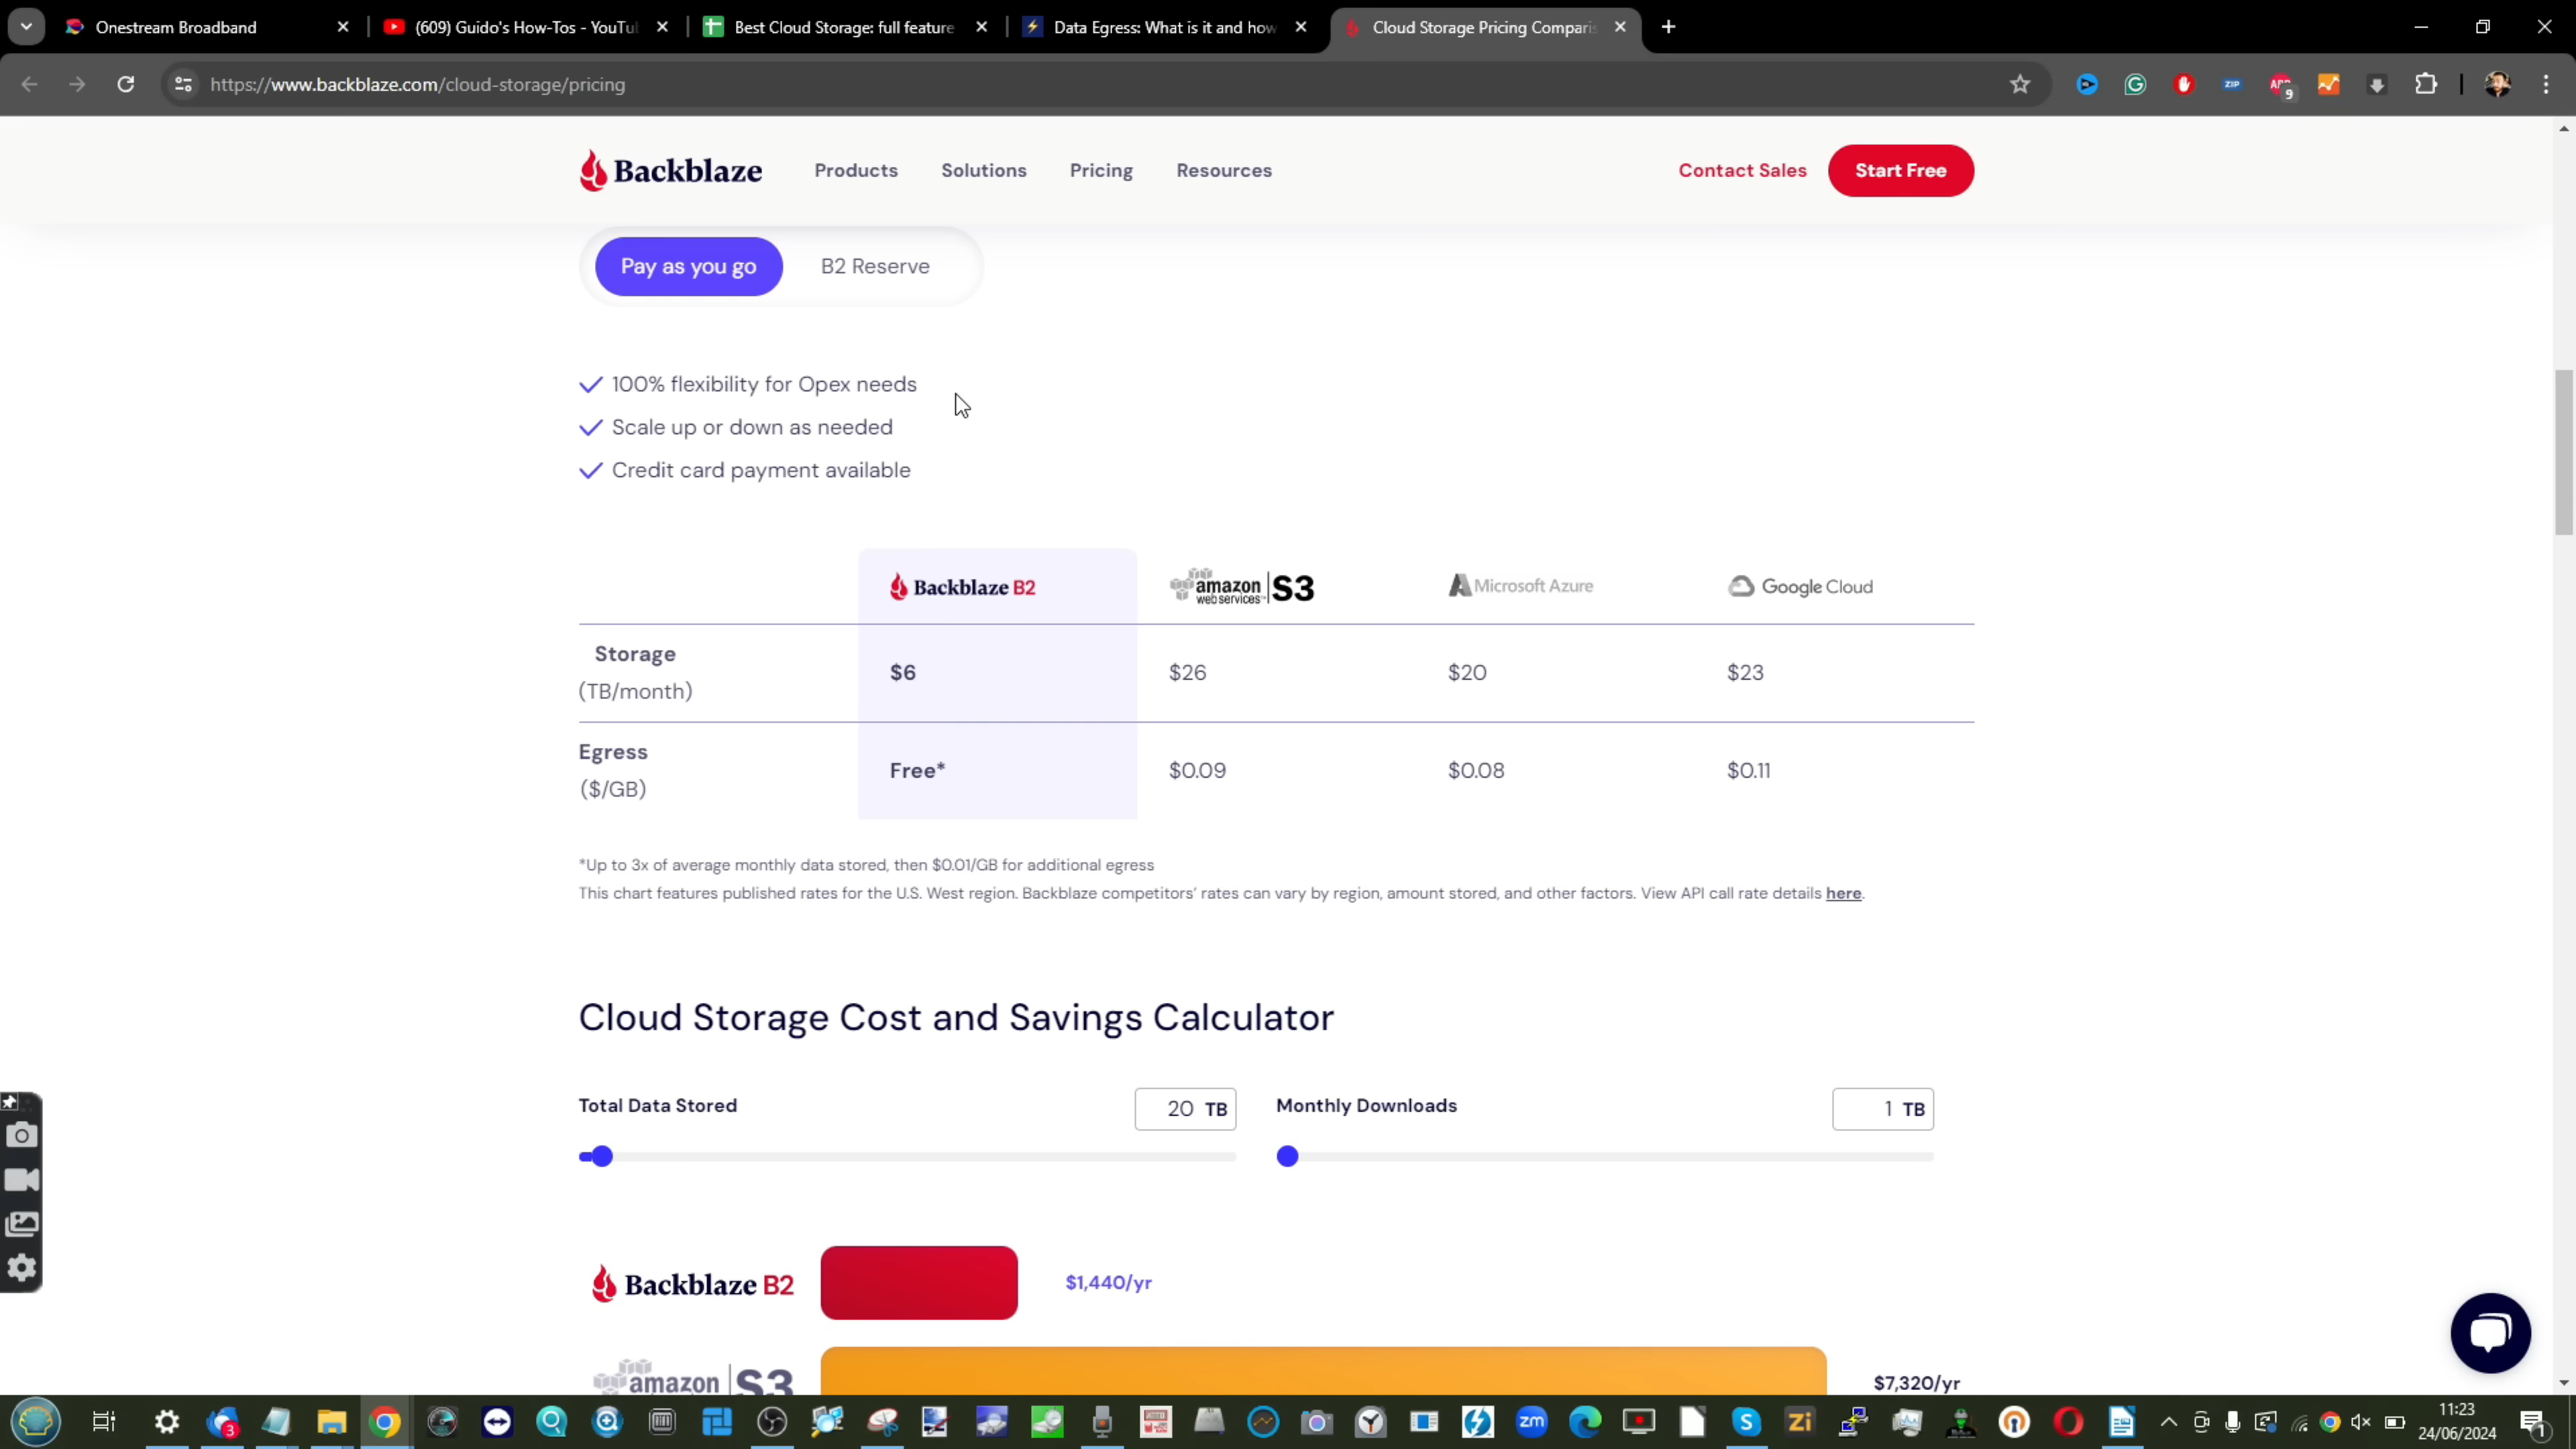 Onestream Broadband
(609) Guido's How-Tos - YouTu
Best Cloud Storage: full feature
Data Egress: What is it and how
Cloud Storage Pricing Comparis
https://www.backblaze.com/cloud-storage/pricing
ZIP
9
Backblaze
Products
Solutions
Pricing
Resources
Contact Sales
Start Free
Pay as you go
B2 Reserve
100% flexibility for Opex needs
Scale up or down as needed
Credit card payment available
Backblaze B2
amazon web services S3
Microsoft Azure
Google Cloud
Storage
(TB/month)
$6
$26
$20
$23
Egress
($/GB)
Free*
$0.09
$0.08
$0.11
*Up to 3x of average monthly data stored, then $0.01/GB for additional egress
This chart features published rates for the U.S. West region. Backblaze competitors’ rates can vary by region, amount stored, and other factors. View API call rate details here.
Cloud Storage Cost and Savings Calculator
Total Data Stored
20 TB
Monthly Downloads
1 TB
Backblaze B2
$1,440/yr
amazon S3
$7,320/yr
3
zm
S
Zi
11:23
24/06/2024
1